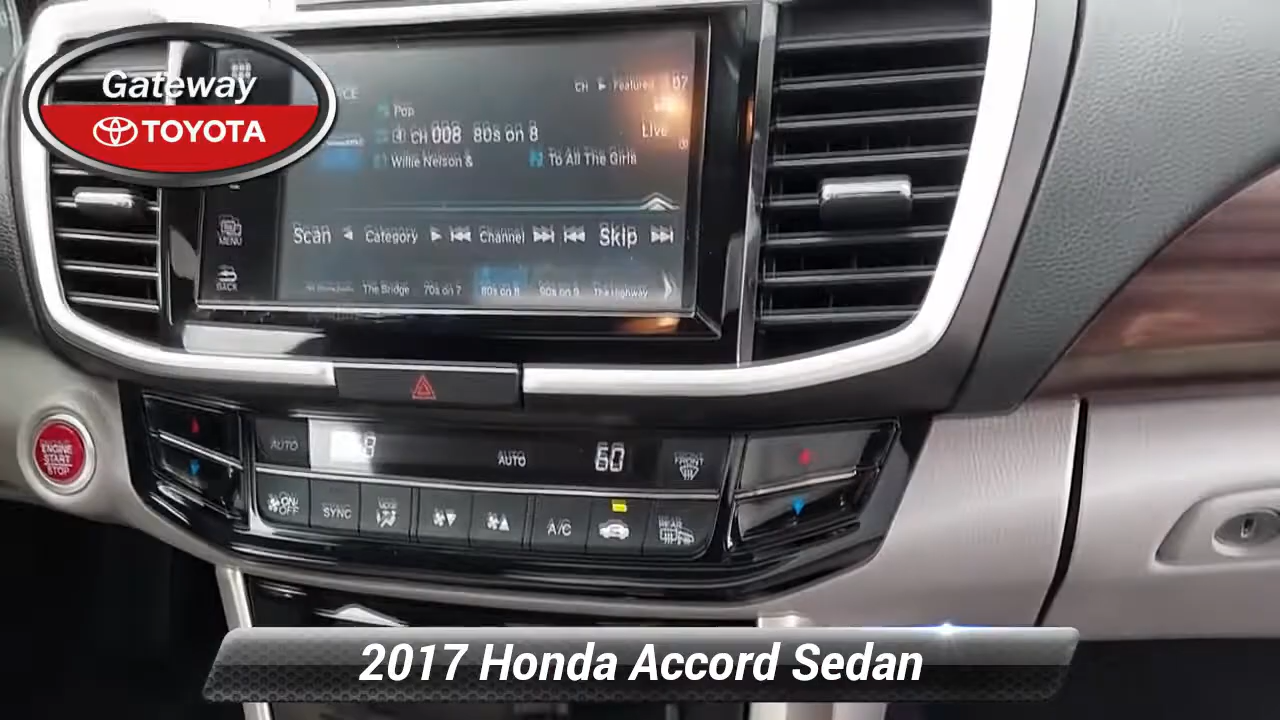 Gateway
TOYOTA
CH ▶ Featured 07
Pop
CH 008 80s on 8
Live
Willie Nelson & To All The Girls
MENU
Scan ◀ Category ▶ ⏮ Channel ⏭ ⏮ Skip ⏭
BACK
The Bridge 70s on 7 80s on 8 90s on 9 The Highway
ENGINE
START
STOP
AUTO AUTO 60 FRONT
ON/OFF SYNC MODE A/C REAR
2017 Honda Accord Sedan